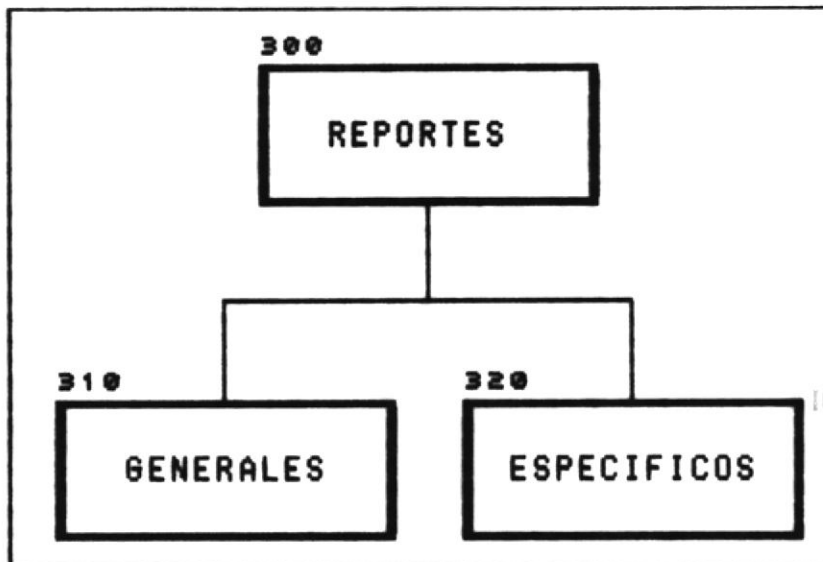 300
REPORTES
310
320
GENERALES
ESPECIFICOS